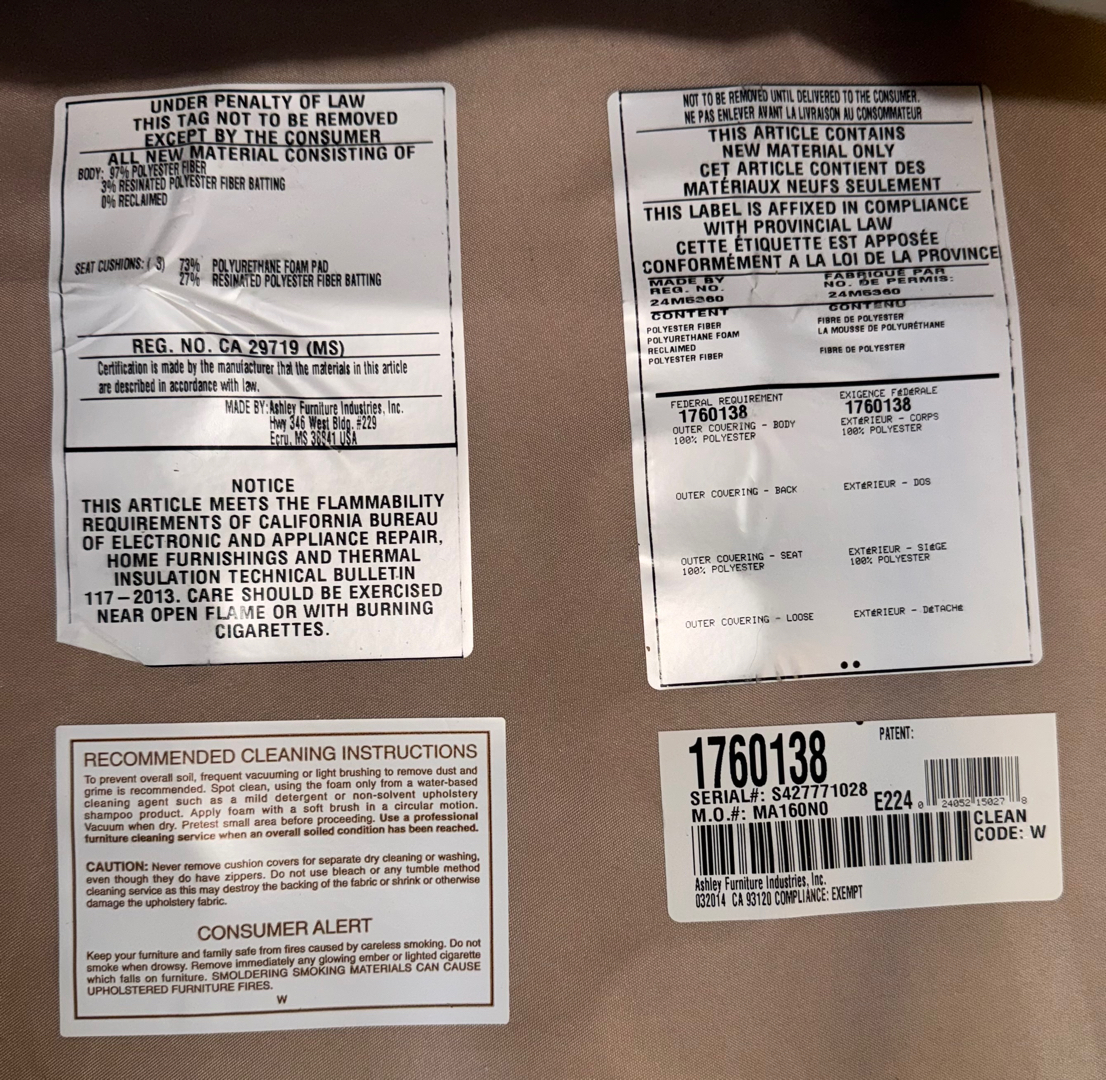 UNDER PENALTY OF LAW
THIS TAG NOT TO BE REMOVED
EXCEPT BY THE CONSUMER
ALL NEW MATERIAL CONSISTING OF
BODY: 97% POLYESTER FIBER
3% RESINATED POLYESTER FIBER BATTING
0% RECLAIMED
SEAT CUSHIONS: ( 3) 73% POLYURETHANE FOAM PAD
27% RESINATED POLYESTER FIBER BATTING
REG. NO. CA 29719 (MS)
Certification is made by the manufacturer that the materials in this article
are described in accordance with law.
MADE BY:Ashley Furniture Industries, Inc.
Hwy 346 West Bldg. #229
Ecru, MS 38841 USA
NOTICE
THIS ARTICLE MEETS THE FLAMMABILITY
REQUIREMENTS OF CALIFORNIA BUREAU
OF ELECTRONIC AND APPLIANCE REPAIR,
HOME FURNISHINGS AND THERMAL
INSULATION TECHNICAL BULLETIN
117-2013. CARE SHOULD BE EXERCISED
NEAR OPEN FLAME OR WITH BURNING
CIGARETTES.
NOT TO BE REMOVED UNTIL DELIVERED TO THE CONSUMER.
NE PAS ENLEVER AVANT LA LIVRAISON AU CONSOMMATEUR
THIS ARTICLE CONTAINS
NEW MATERIAL ONLY
CET ARTICLE CONTIENT DES
MATÉRIAUX NEUFS SEULEMENT
THIS LABEL IS AFFIXED IN COMPLIANCE
WITH PROVINCIAL LAW
CETTE ÉTIQUETTE EST APPOSÉE
CONFORMÉMENT A LA LOI DE LA PROVINCE
MADE BY FABRIQUÉ PAR
REG. NO. NO. DE PERMIS:
24M5360 24M5360
CONTENT CONTENU
POLYESTER FIBER FIBRE DE POLYESTER
POLYURETHANE FOAM LA MOUSSE DE POLYURÉTHANE
RECLAIMED
POLYESTER FIBER FIBRE DE POLYESTER
FEDERAL REQUIREMENT EXIGENCE FéDéRALE
1760138 1760138
OUTER COVERING - BODY EXTéRIEUR - CORPS
100% POLYESTER 100% POLYESTER
OUTER COVERING - BACK EXTéRIEUR - DOS
OUTER COVERING - SEAT EXTéRIEUR - SIèGE
100% POLYESTER 100% POLYESTER
OUTER COVERING - LOOSE EXTéRIEUR - DéTACHé
RECOMMENDED CLEANING INSTRUCTIONS
To prevent overall soil, frequent vacuuming or light brushing to remove dust and
grime is recommended. Spot clean, using the foam only from a water-based
cleaning agent such as a mild detergent or non-solvent upholstery
shampoo product. Apply foam with a soft brush in a circular motion.
Vacuum when dry. Pretest small area before proceeding. Use a professional
furniture cleaning service when an overall soiled condition has been reached.
CAUTION: Never remove cushion covers for separate dry cleaning or washing,
even though they do have zippers. Do not use bleach or any tumble method
cleaning service as this may destroy the backing of the fabric or shrink or otherwise
damage the upholstery fabric.
CONSUMER ALERT
Keep your furniture and family safe from fires caused by careless smoking. Do not
smoke when drowsy. Remove immediately any glowing ember or lighted cigarette
which falls on furniture. SMOLDERING SMOKING MATERIALS CAN CAUSE
UPHOLSTERED FURNITURE FIRES.
W
1760138 PATENT:
SERIAL#: S427771028
M.O.#: MA160N0 E224
0 24052 15027 8
CLEAN
CODE: W
Ashley Furniture Industries, Inc.
032014 CA 93120 COMPLIANCE: EXEMPT